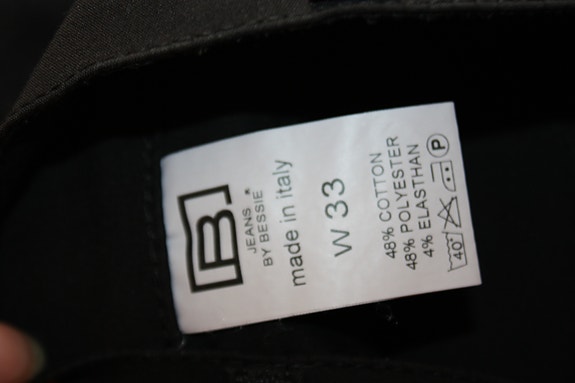 B
JEANS
BY BESSIE
made in italy
W 33
48% COTTON
48% POLYESTER
4% ELASTHAN
40° P